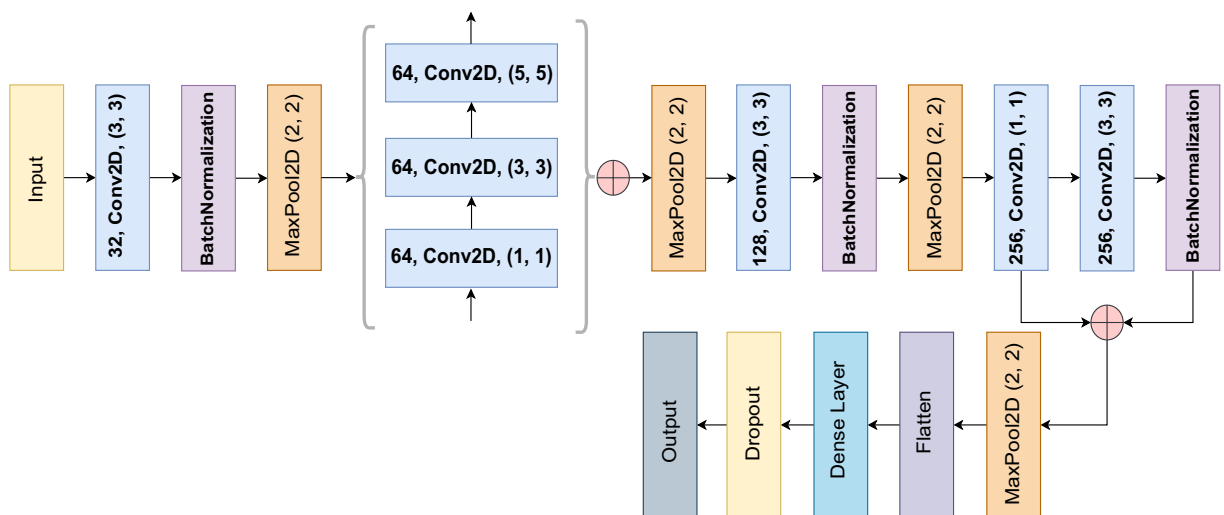 Input
32, Conv2D, (3, 3)
BatchNormalization
MaxPool2D (2, 2)
64, Conv2D, (5, 5)
64, Conv2D, (3, 3)
64, Conv2D, (1, 1)
MaxPool2D (2, 2)
128, Conv2D, (3, 3)
BatchNormalization
MaxPool2D (2, 2)
256, Conv2D, (1, 1)
256, Conv2D, (3, 3)
BatchNormalization
MaxPool2D (2, 2)
Flatten
Dense Layer
Dropout
Output